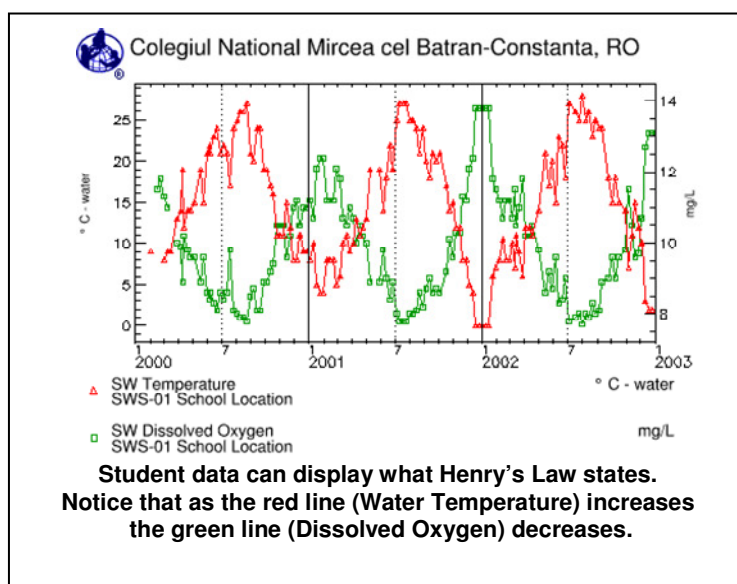 ®
Colegiul National Mircea cel Batran-Constanta, RO
25
20
15
10
5
0
° C - water
14
12
10
8
mg/L
1 7 1 7 1 7 1
2000 2001 2002 2003
SW Temperature ° C - water
SWS-01 School Location
SW Dissolved Oxygen mg/L
SWS-01 School Location
Student data can display what Henry's Law states.
Notice that as the red line (Water Temperature) increases
the green line (Dissolved Oxygen) decreases.